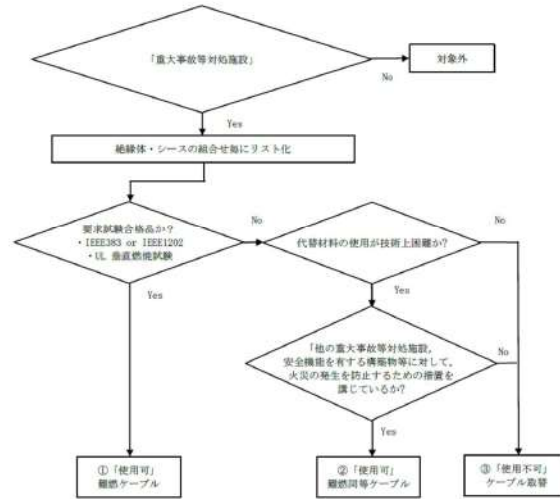 「重大事故等対処施設」
No
対象外
Yes
絶縁体・シースの組合せ毎にリスト化
要求試験合格品か？
・IEEE383 or IEEE1202
・UL 垂直燃焼試験
No
代替材料の使用が技術上困難か？
No
Yes
Yes
「他の重大事故等対処施設，
安全機能を有する構築物等に対して，
火災の発生を防止するための措置を
講じているか？
No
Yes
①「使用可」
難燃ケーブル
②「使用可」
難燃同等ケーブル
③「使用不可」
ケーブル取替